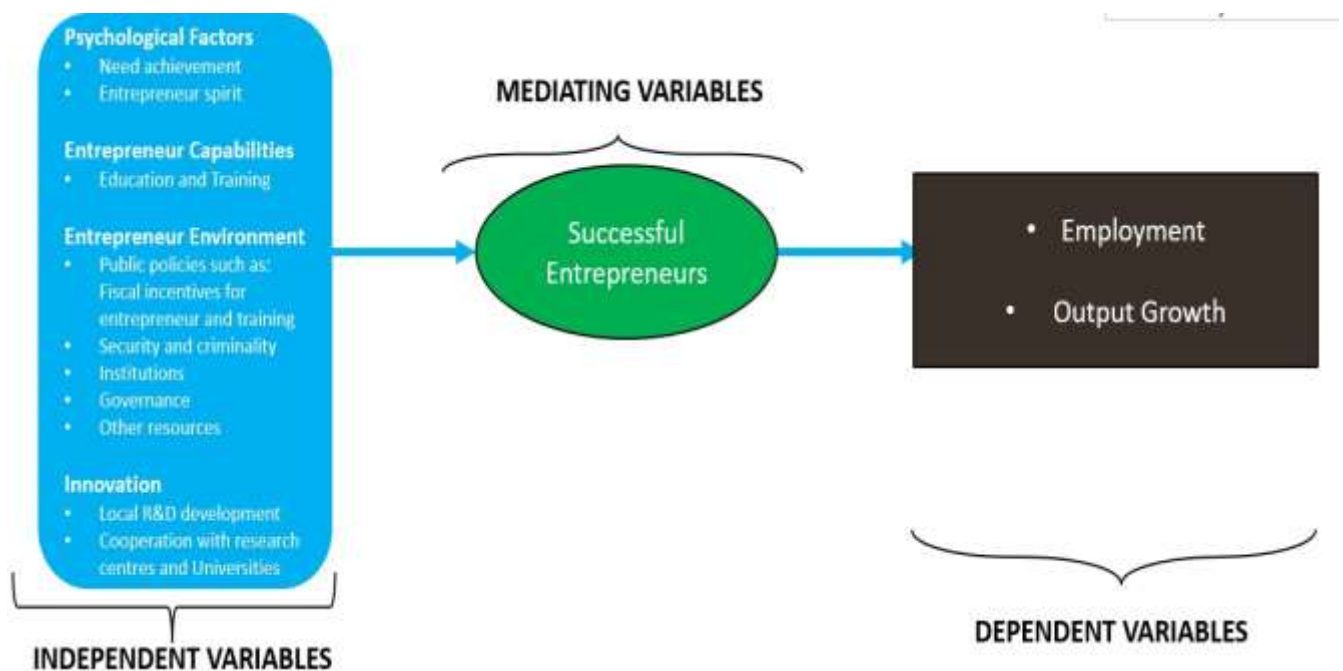 Psychological Factors
• Need achievement
• Entrepreneur spirit
Entrepreneur Capabilities
• Education and Training
Entrepreneur Environment
• Public policies such as:
Fiscal incentives for
entrepreneur and training
• Security and criminality
• Institutions
• Governance
• Other resources
Innovation
• Local R&D development
• Cooperation with research
centres and Universities
INDEPENDENT VARIABLES
MEDIATING VARIABLES
Successful
Entrepreneurs
• Employment
• Output Growth
DEPENDENT VARIABLES